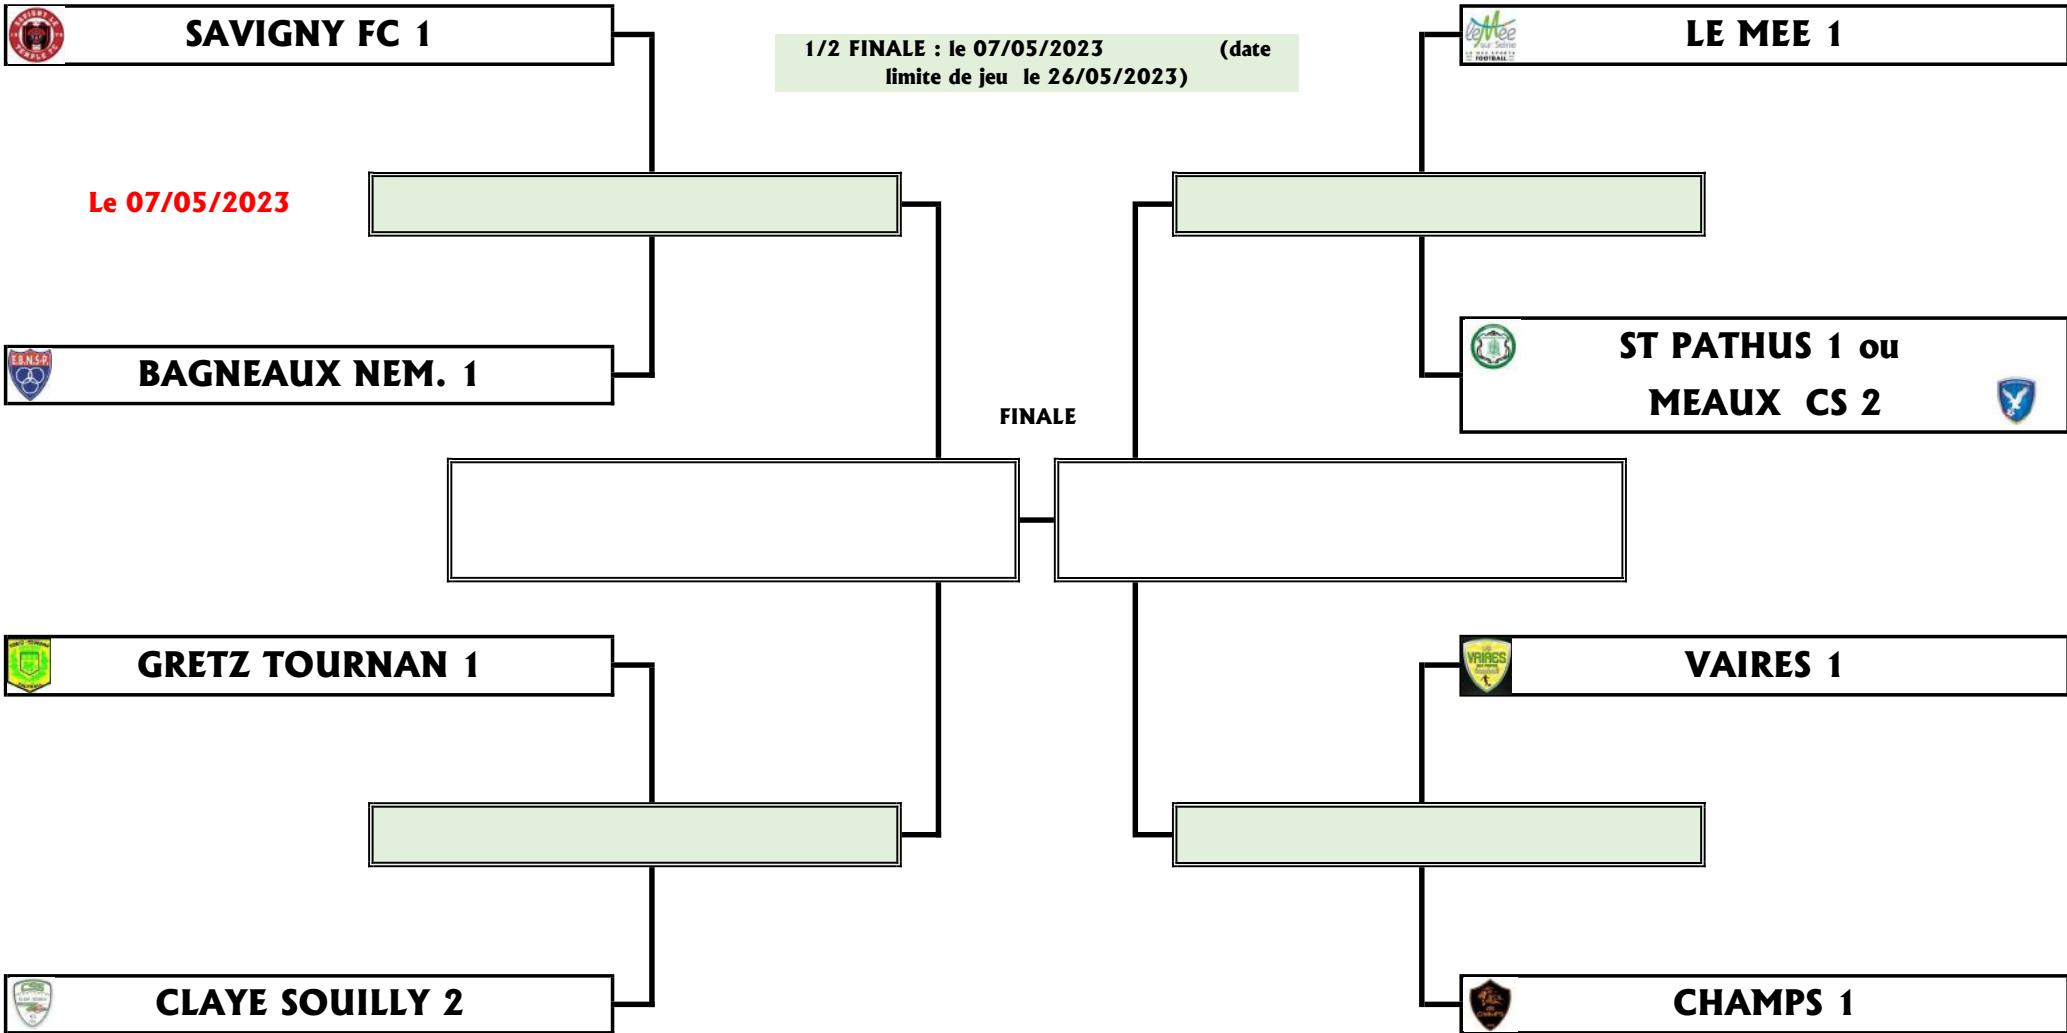 SAVIGNY FC 1
1/2 FINALE : le 07/05/2023 (date
limite de jeu le 26/05/2023)
LE MEE 1
Le 07/05/2023
BAGNEAUX NEM. 1
E.B.N.S.P.
ST PATHUS 1 ou
MEAUX CS 2
FINALE
GRETZ TOURNAN 1
VAIRES
VAIRES 1
CLAYE SOUILLY 2
CHAMPS 1